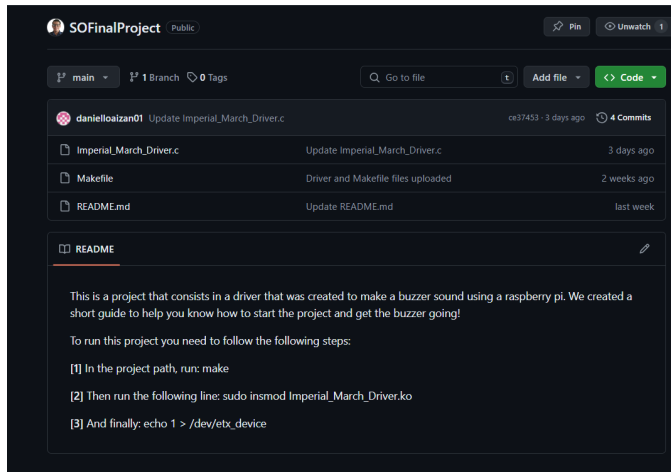 SOFinalProject Public
Pin
Unwatch 1
main
1 Branch
0 Tags
Go to file
t
Add file
<> Code
danielloaizan01 Update Imperial_March_Driver.c
ce37453 · 3 days ago
4 Commits
Imperial_March_Driver.c
Update Imperial_March_Driver.c
3 days ago
Makefile
Driver and Makefile files uploaded
2 weeks ago
README.md
Update README.md
last week
README
This is a project that consists in a driver that was created to make a buzzer sound using a raspberry pi. We created a
short guide to help you know how to start the project and get the buzzer going!
To run this project you need to follow the following steps:
[1] In the project path, run: make
[2] Then run the following line: sudo insmod Imperial_March_Driver.ko
[3] And finally: echo 1 > /dev/etx_device